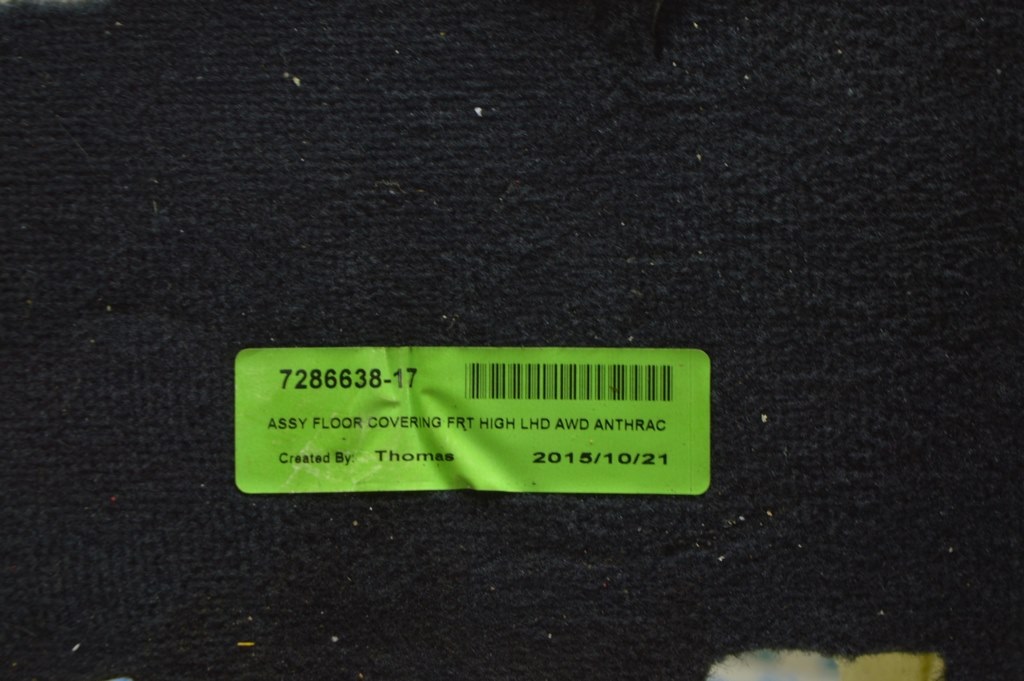 7286638-17
ASSY FLOOR COVERING FRT HIGH LHD AWD ANTHRAC
Created By: Thomas 2015/10/21